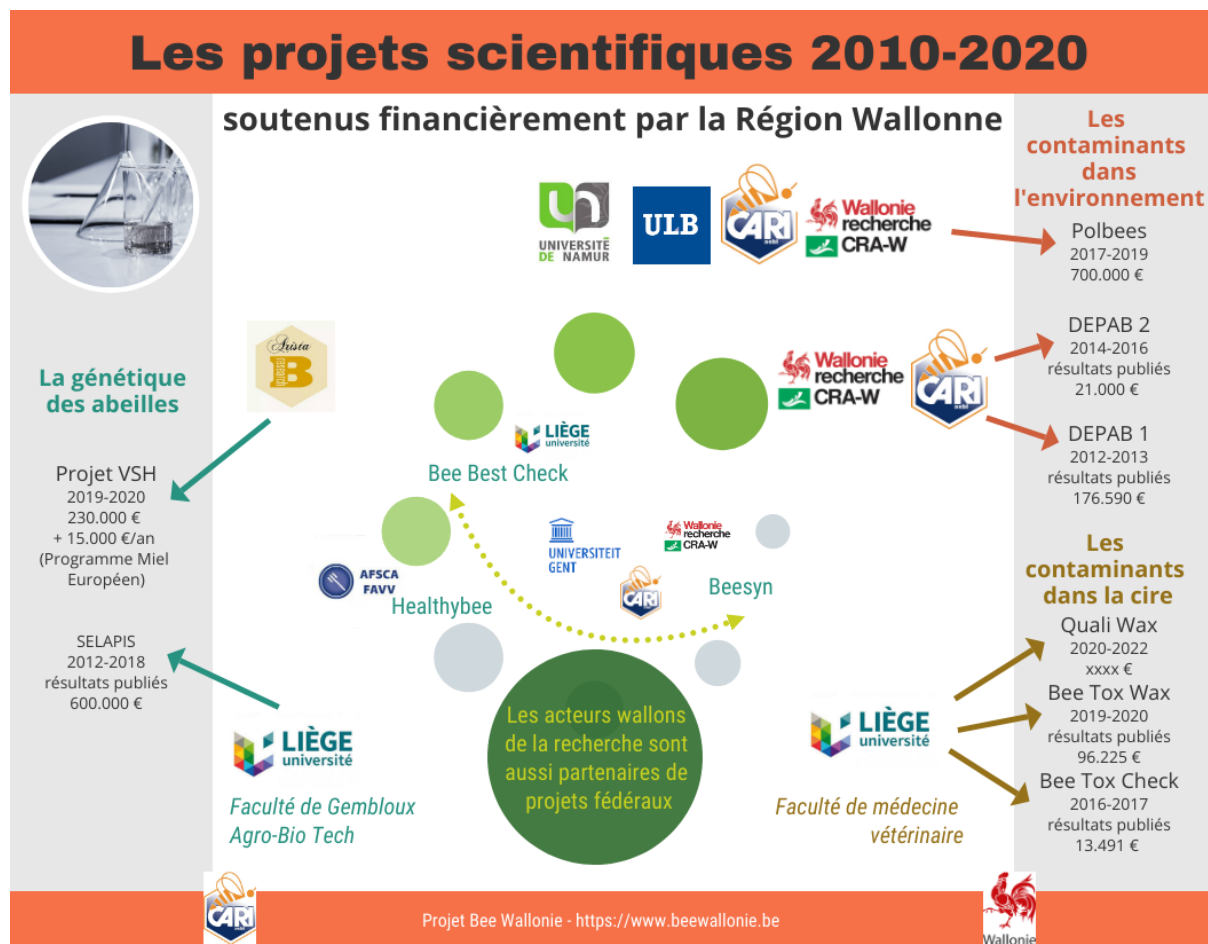 Les projets scientifiques 2010-2020
soutenus financièrement par la Région Wallonne
La génétique
des abeilles
Projet VSH
2019-2020
230.000 €
+ 15.000 €/an
(Programme Miel
Européen)
SELAPIS
2012-2018
résultats publiés
600.000 €
Arista
B
LIÈGE
université
Faculté de Gembloux
Agro-Bio Tech
UNIVERSITÉ
DE NAMUR
ULB
CARI
asbl
Wallonie
recherche
CRA-W
Wallonie
recherche
CRA-W
CARI
asbl
LIÈGE
université
Bee Best Check
AFSCA
FAVV
Healthybee
UNIVERSITEIT
GENT
CARI
Wallonie
recherche
CRA-W
Beesyn
Les acteurs wallons
de la recherche sont
aussi partenaires de
projets fédéraux
LIÈGE
université
Faculté de médecine
vétérinaire
Les
contaminants
dans
l'environnement
Polbees
2017-2019
700.000 €
DEPAB 2
2014-2016
résultats publiés
21.000 €
DEPAB 1
2012-2013
résultats publiés
176.590 €
Les
contaminants
dans la cire
Quali Wax
2020-2022
xxxx €
Bee Tox Wax
2019-2020
résultats publiés
96.225 €
Bee Tox Check
2016-2017
résultats publiés
13.491 €
CARI
Projet Bee Wallonie - https://www.beewallonie.be
Wallonie